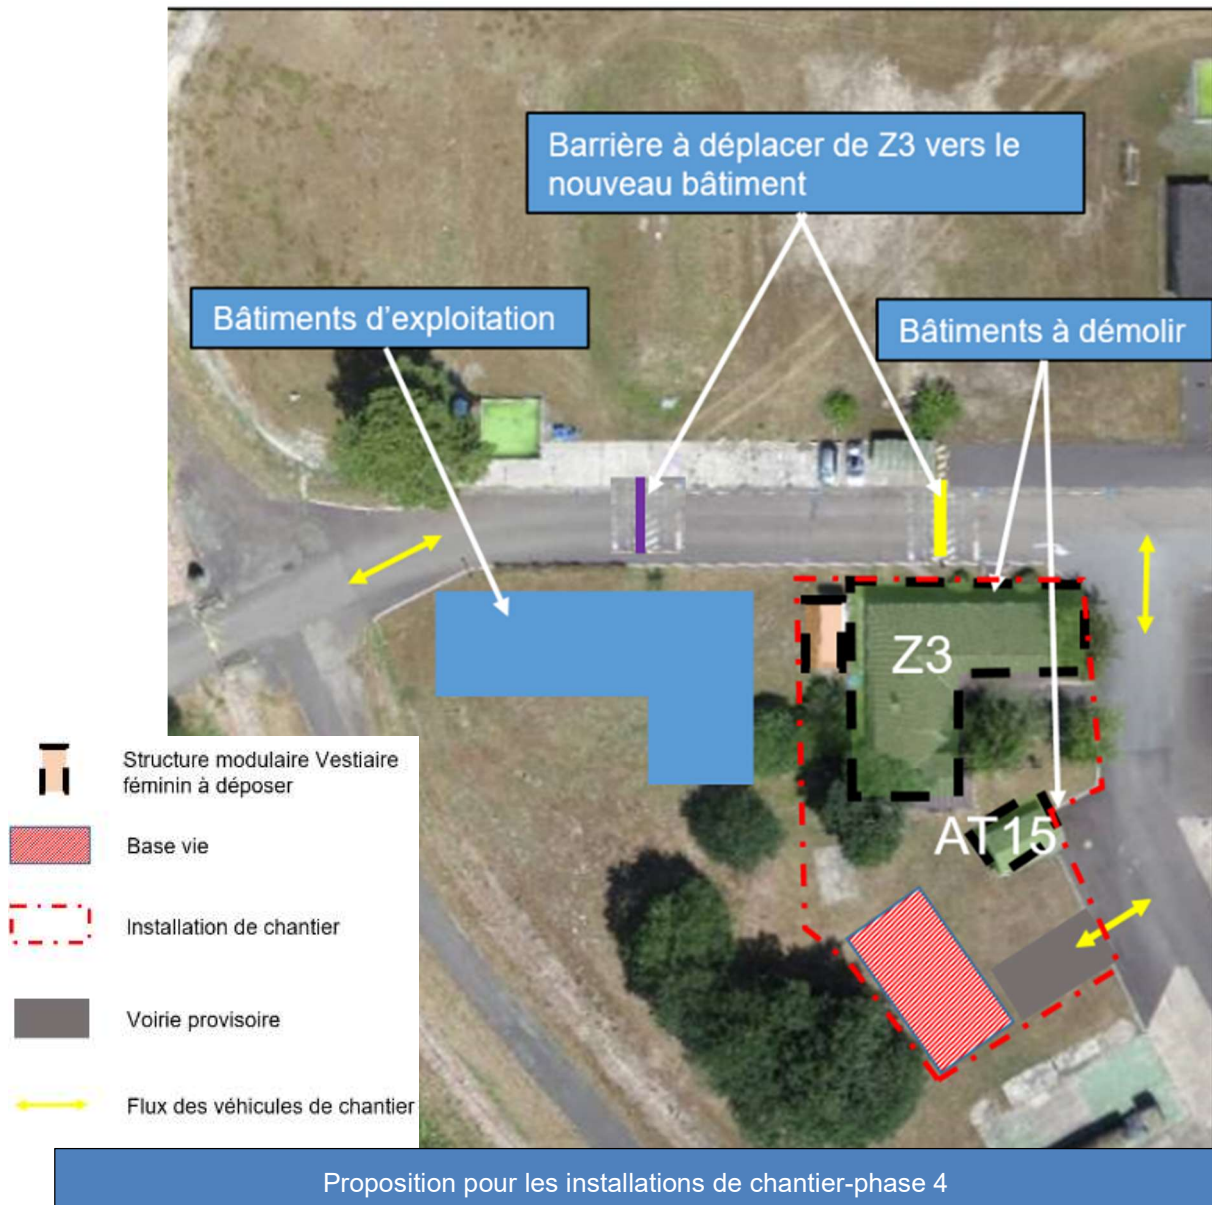 Barrière à déplacer de Z3 vers le
nouveau bâtiment
Bâtiments d'exploitation
Bâtiments à démolir
Z3
AT15
Structure modulaire Vestiaire
féminin à déposer
Base vie
Installation de chantier
Voirie provisoire
Flux des véhicules de chantier
Proposition pour les installations de chantier-phase 4